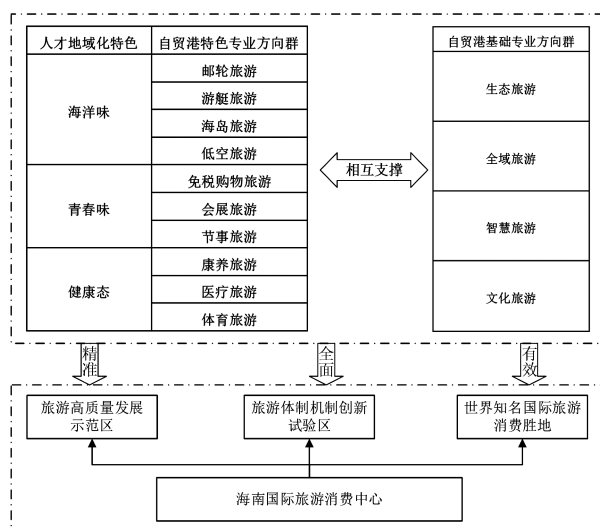 人才地域化特色
自贸港特色专业方向群
自贸港基础专业方向群
海洋味
邮轮旅游
游艇旅游
海岛旅游
低空旅游
青春味
免税购物旅游
会展旅游
节事旅游
健康态
康养旅游
医疗旅游
体育旅游
相互支撑
生态旅游
全域旅游
智慧旅游
文化旅游
精准
全面
有效
旅游高质量发展
示范区
旅游体制机制创新
试验区
世界知名国际旅游
消费胜地
海南国际旅游消费中心